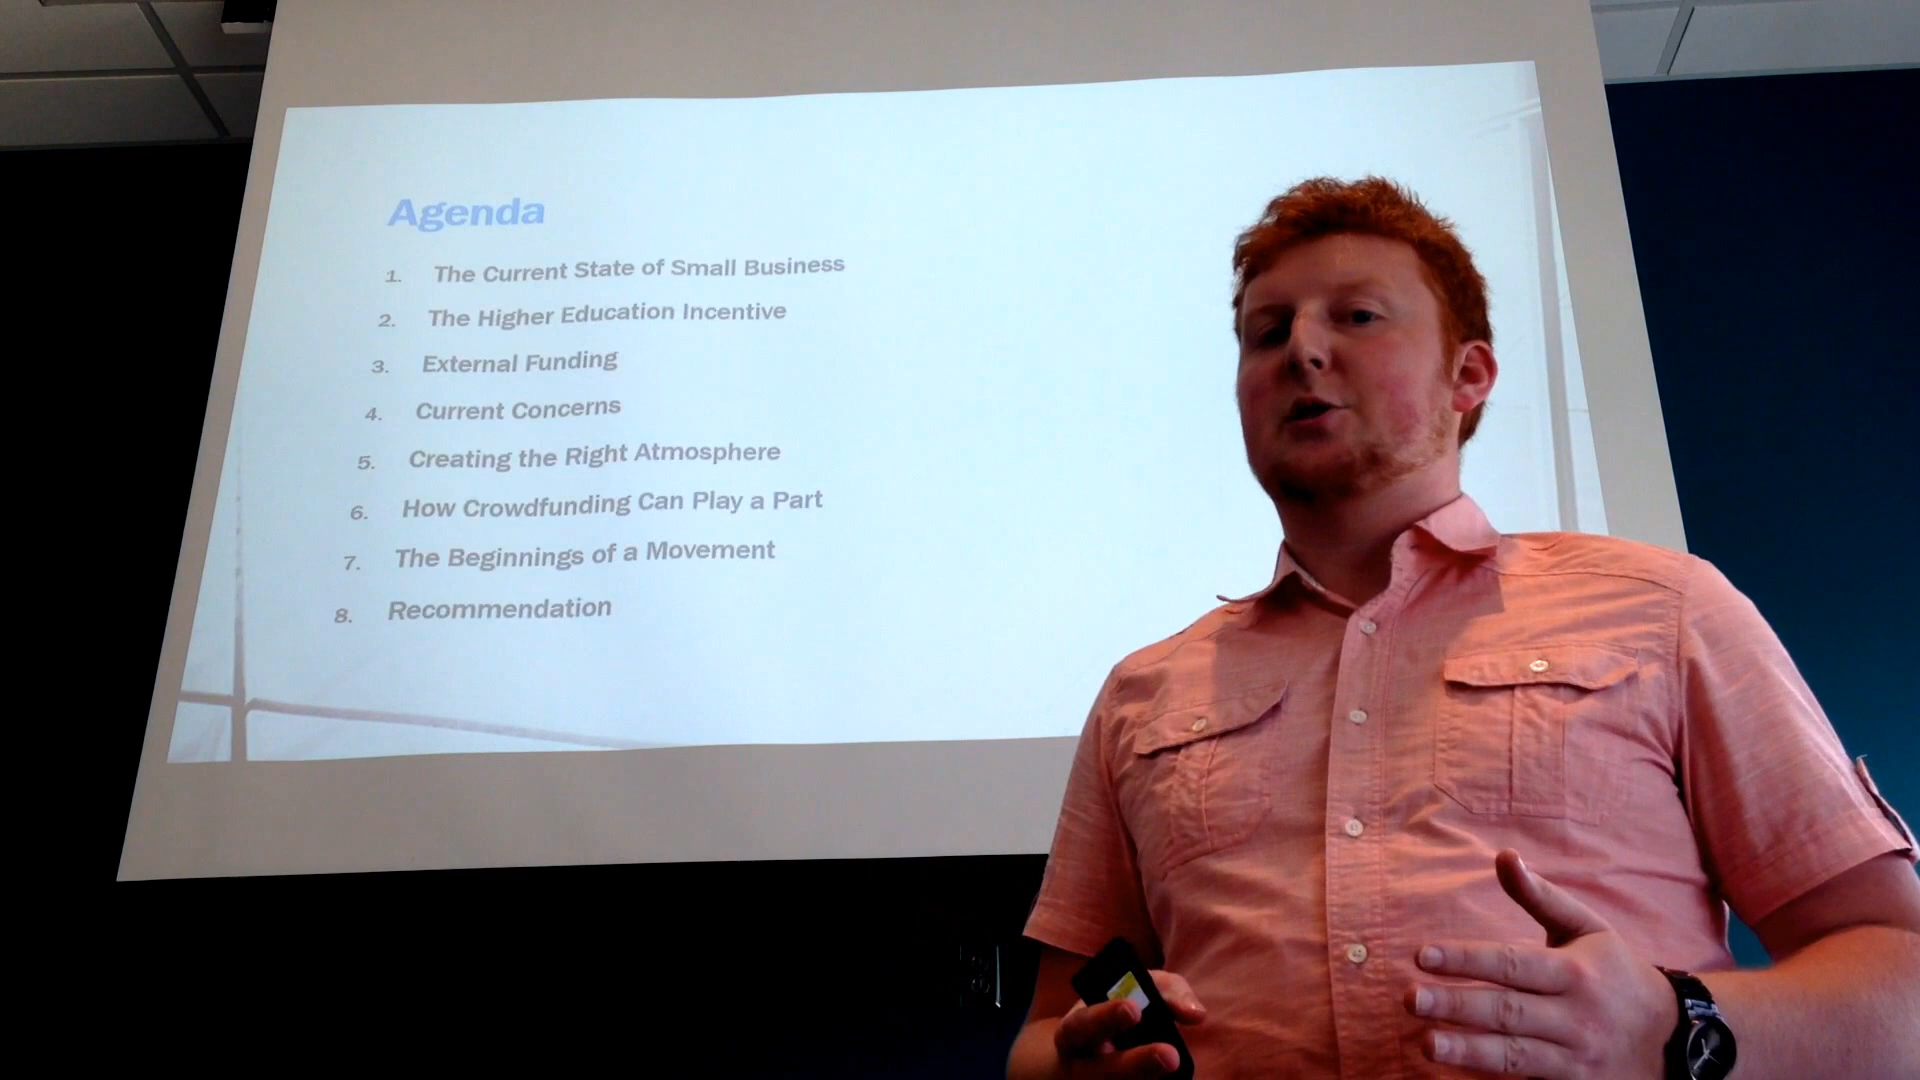 Agenda
1. The Current State of Small Business
2. The Higher Education Incentive
3. External Funding
4. Current Concerns
5. Creating the Right Atmosphere
6. How Crowdfunding Can Play a Part
7. The Beginnings of a Movement
8. Recommendation